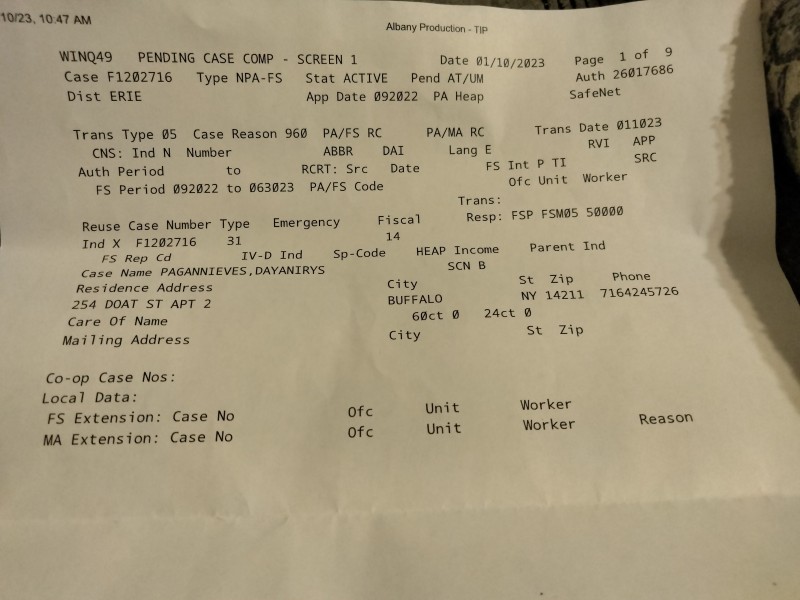 10/23, 10:47 AM
Albany Production - TIP
WINQ49 PENDING CASE COMP - SCREEN 1 Date 01/10/2023 Page 1 of 9
Case F1202716 Type NPA-FS Stat ACTIVE Pend AT/UM Auth 26017686
Dist ERIE App Date 092022 PA Heap SafeNet
Trans Type 05 Case Reason 960 PA/FS RC PA/MA RC Trans Date 011023
CNS: Ind N Number ABBR DAI Lang E RVI APP
Auth Period to RCRT: Src Date FS Int P TI SRC
FS Period 092022 to 063023 PA/FS Code Ofc Unit Worker
Trans:
Reuse Case Number Type Emergency Fiscal Resp: FSP FSM05 50000
Ind X F1202716 31 14
FS Rep Cd IV-D Ind Sp-Code HEAP Income Parent Ind
Case Name PAGANNIEVES,DAYANIRYS SCN B
Residence Address City St Zip Phone
254 DOAT ST APT 2 BUFFALO NY 14211 7164245726
Care Of Name 60ct 0 24ct 0
Mailing Address City St Zip
Co-op Case Nos:
Local Data:
FS Extension: Case No Ofc Unit Worker
MA Extension: Case No Ofc Unit Worker Reason